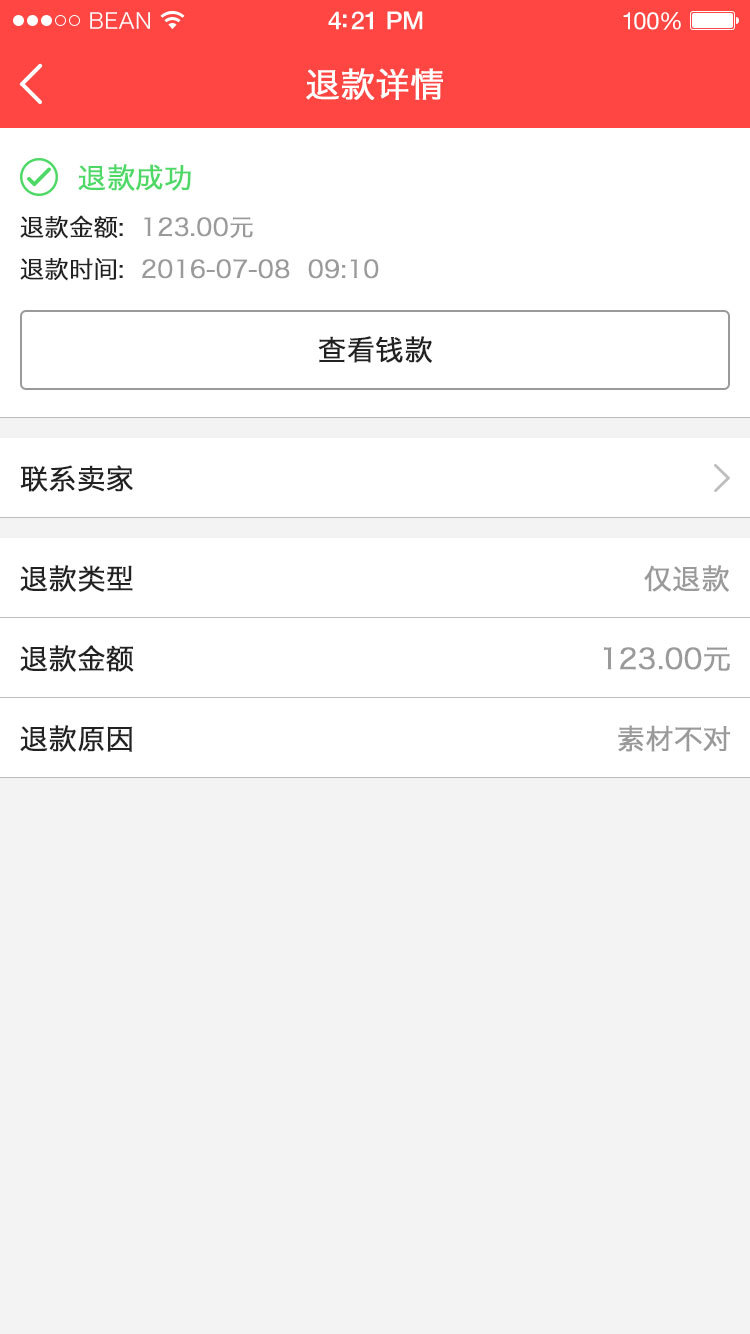 BEAN 4:21 PM 100%
退款详情
退款成功
退款金额: 123.00元
退款时间: 2016-07-08 09:10
查看钱款
联系卖家
退款类型 仅退款
退款金额 123.00元
退款原因 素材不对